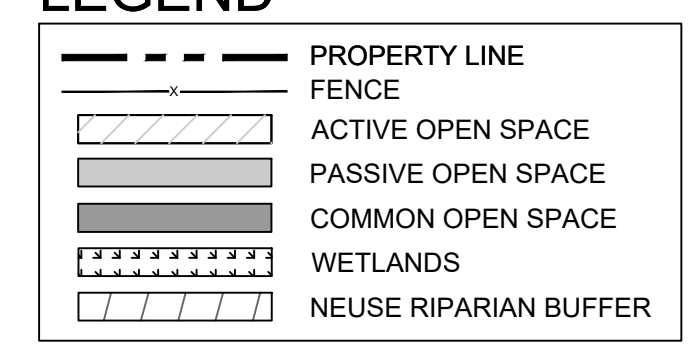 LEGEND
PROPERTY LINE
x FENCE
ACTIVE OPEN SPACE
PASSIVE OPEN SPACE
COMMON OPEN SPACE
WETLANDS
NEUSE RIPARIAN BUFFER